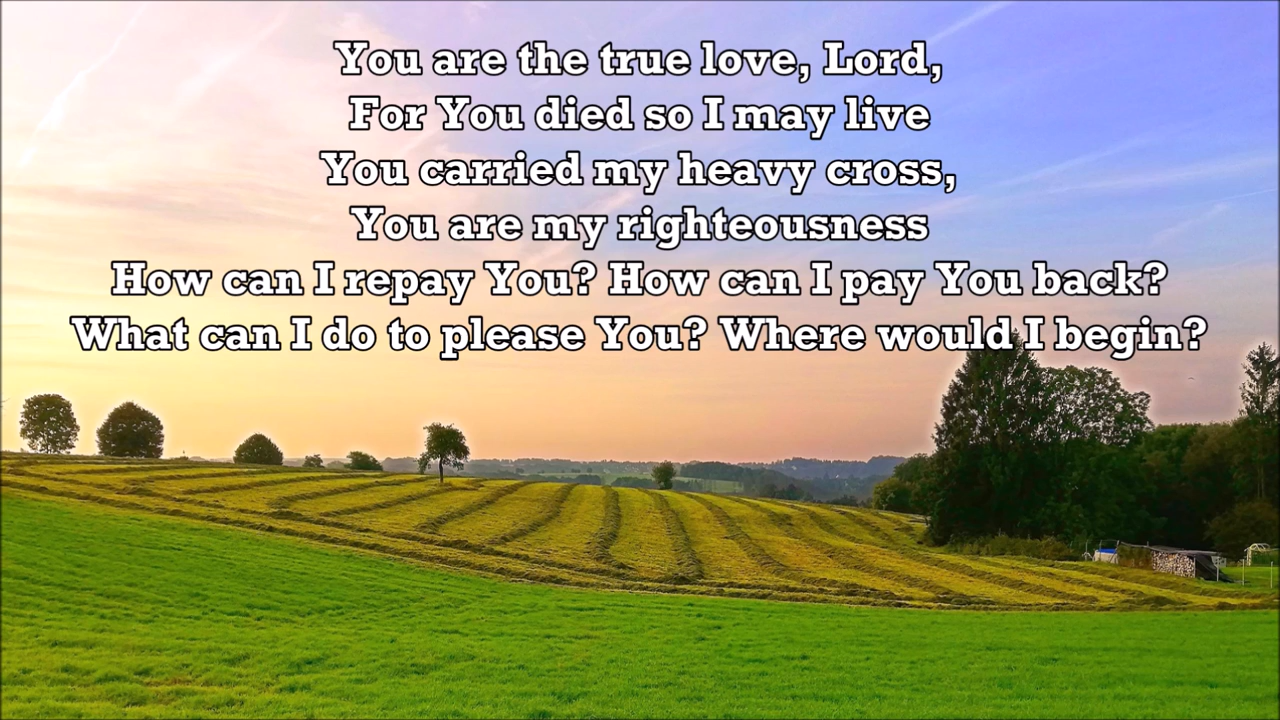 You are the true love, Lord,
For You died so I may live
You carried my heavy cross,
You are my righteousness
How can I repay You? How can I pay You back?
What can I do to please You? Where would I begin?